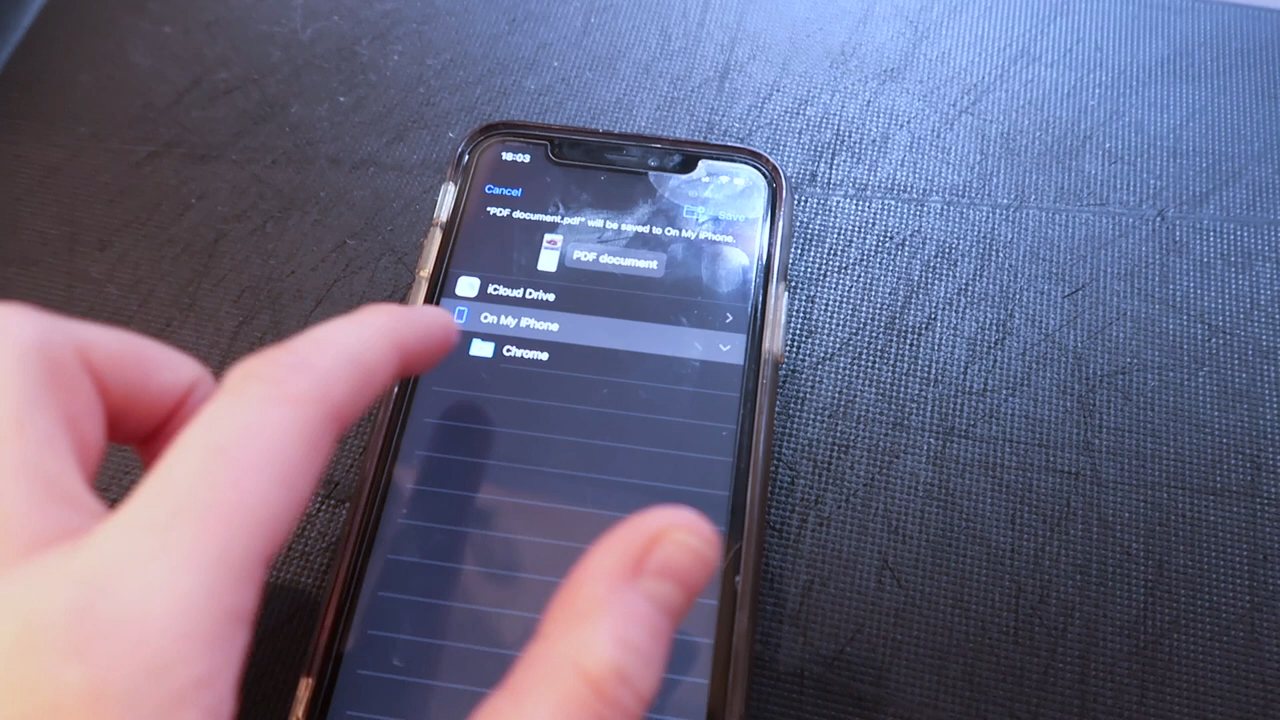 18:03
Cancel
Save
"PDF document.pdf" will be saved to On My iPhone.
PDF document
iCloud Drive
On My iPhone
Chrome